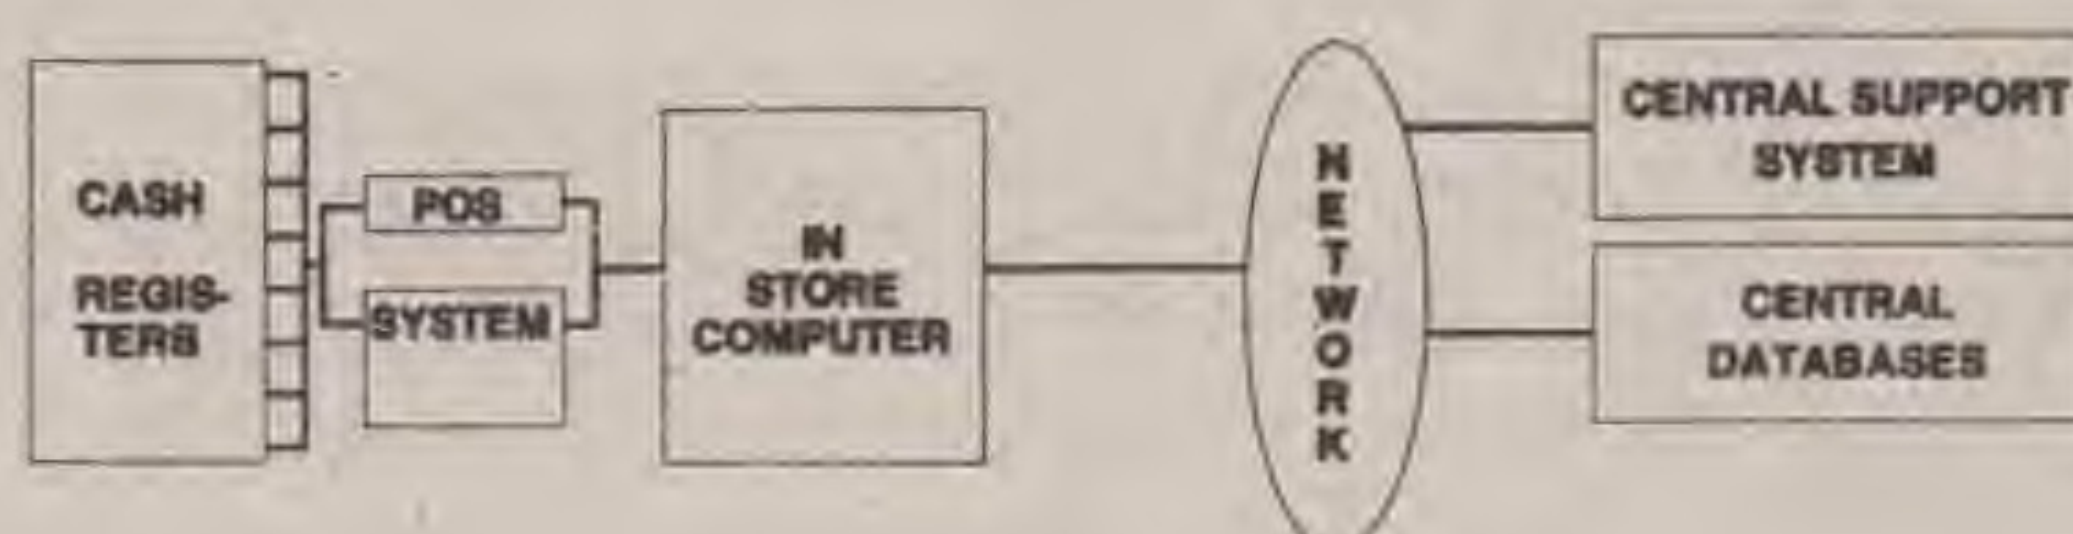 CASH
REGIS-
TERS
POS
SYSTEM
IN
STORE
COMPUTER
N
E
T
W
O
R
K
CENTRAL SUPPORT
SYSTEM
CENTRAL
DATABASES